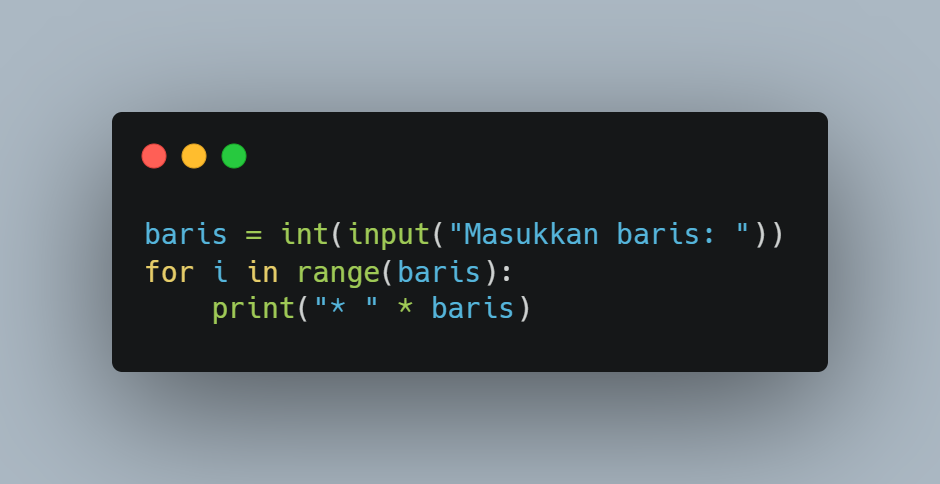 baris = int(input("Masukkan baris: "))
for i in range(baris):
    print("* " * baris)